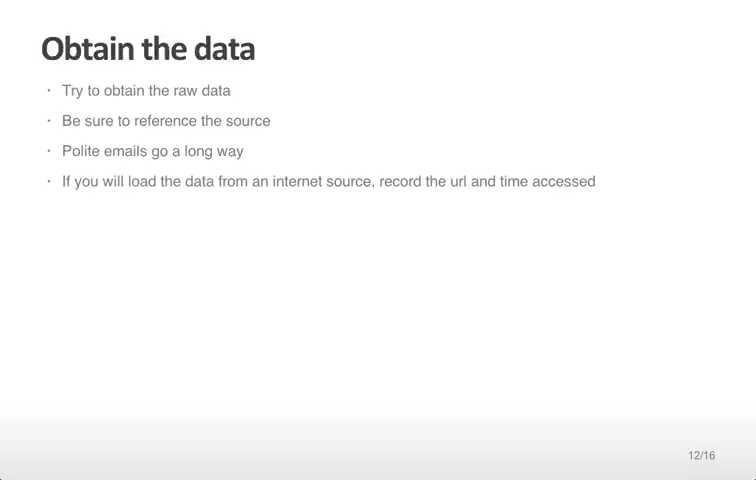 Obtain the data
· Try to obtain the raw data
· Be sure to reference the source
· Polite emails go a long way
· If you will load the data from an internet source, record the url and time accessed
12/16